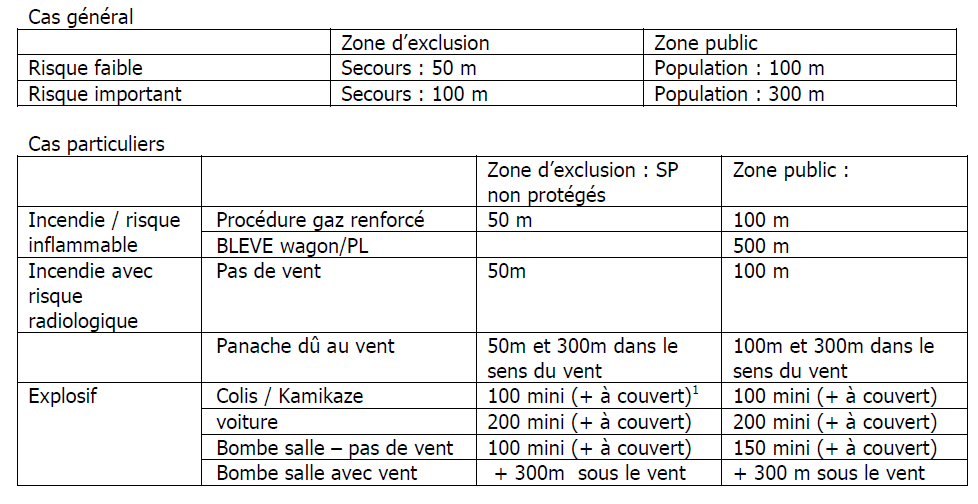 Cas général
Zone d’exclusion Zone public
Risque faible Secours : 50 m Population : 100 m
Risque important Secours : 100 m Population : 300 m
Cas particuliers
Zone d’exclusion : SP Zone public :
non protégés
Incendie / risque Procédure gaz renforcé 50 m 100 m
inflammable BLEVE wagon/PL 500 m
Incendie avec Pas de vent 50m 100 m
risque
radiologique
Panache dû au vent 50m et 300m dans le 100m et 300m dans le
sens du vent sens du vent
Explosif Colis / Kamikaze 100 mini (+ à couvert)1 100 mini (+ à couvert)
voiture 200 mini (+ à couvert) 200 mini (+ à couvert)
Bombe salle – pas de vent 100 mini (+ à couvert) 150 mini (+ à couvert)
Bombe salle avec vent + 300m sous le vent + 300 m sous le vent